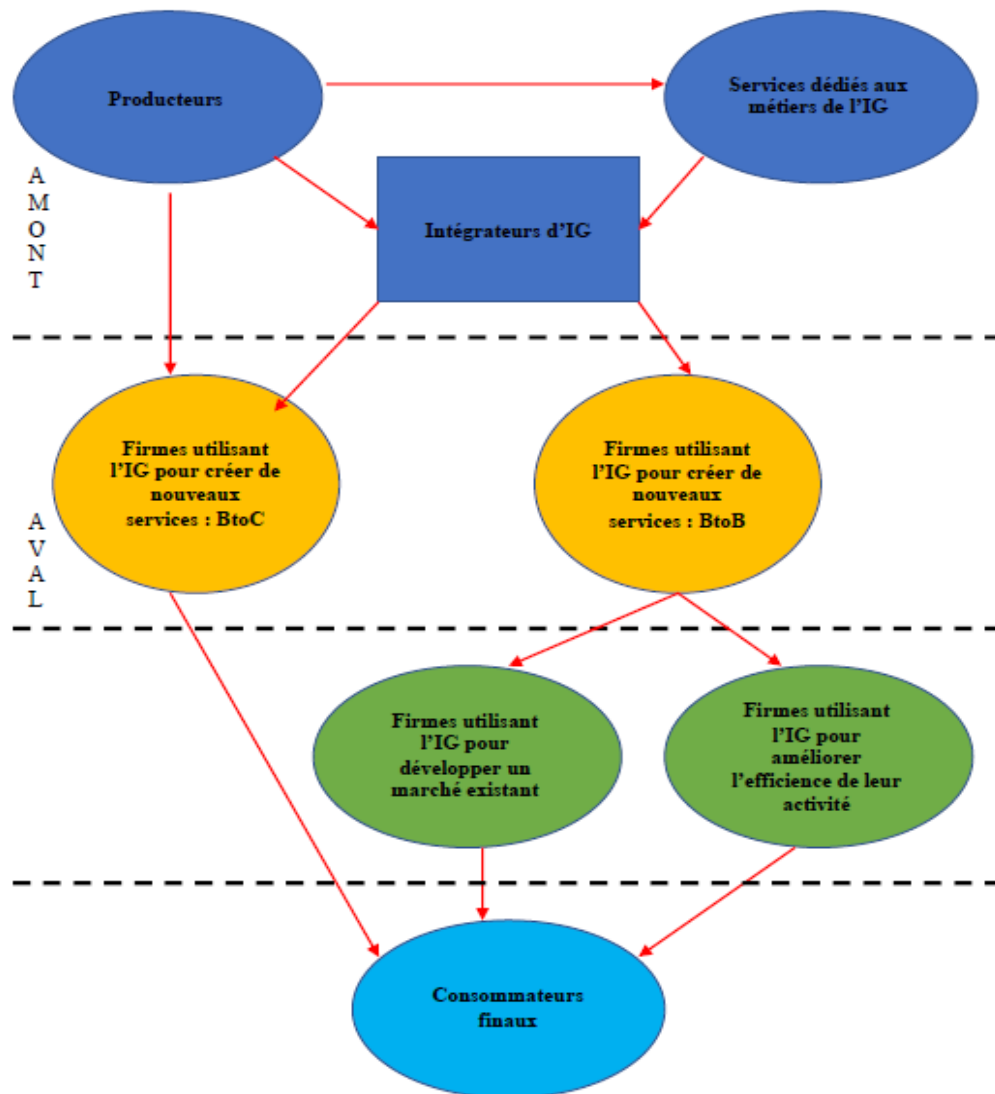 Producteurs
Services dédiés aux
métiers de l'IG
A
M
O
N
T
Intégrateurs d'IG
Firmes utilisant
l'IG pour créer de
nouveaux
services : BtoC
Firmes utilisant
l'IG pour créer de
nouveaux
services : BtoB
A
V
A
L
Firmes utilisant
l'IG pour
développer un
marché existant
Firmes utilisant
l'IG pour
améliorer
l'efficience de leur
activité
Consommateurs
finaux